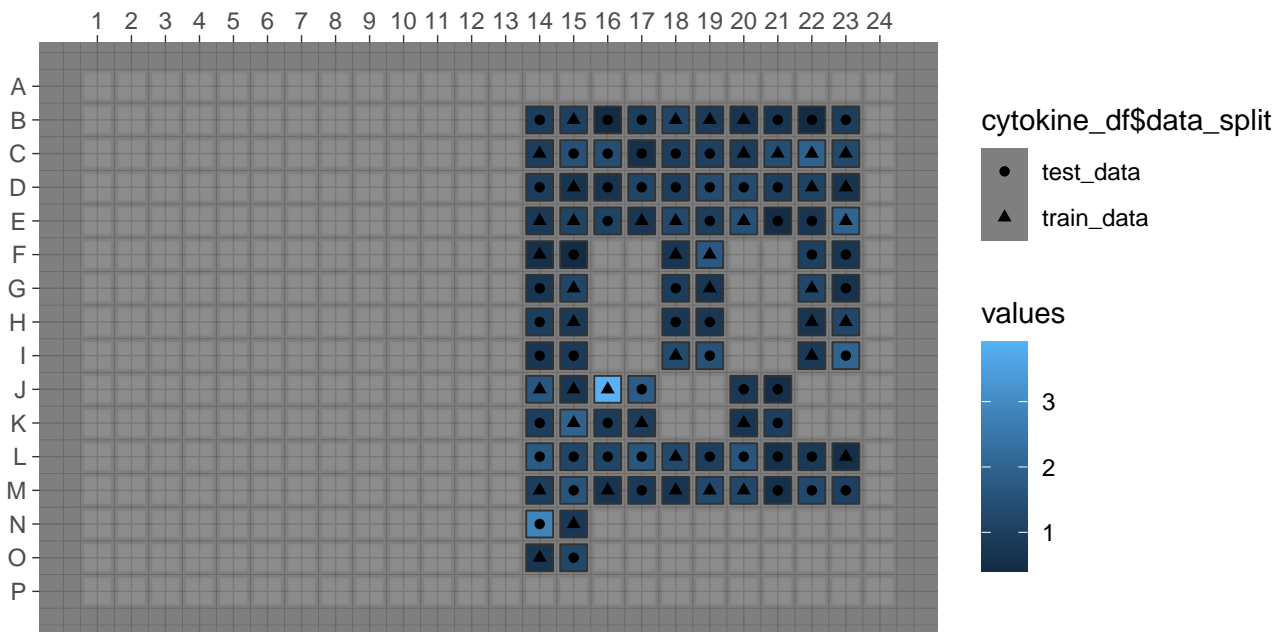 1 2 3 4 5 6 7 8 9 10 11 12 13 14 15 16 17 18 19 20 21 22 23 24
A
B
C
D
E
F
G
H
I
J
K
L
M
N
O
P
cytokine_df$data_split
test_data
train_data
values
3
2
1